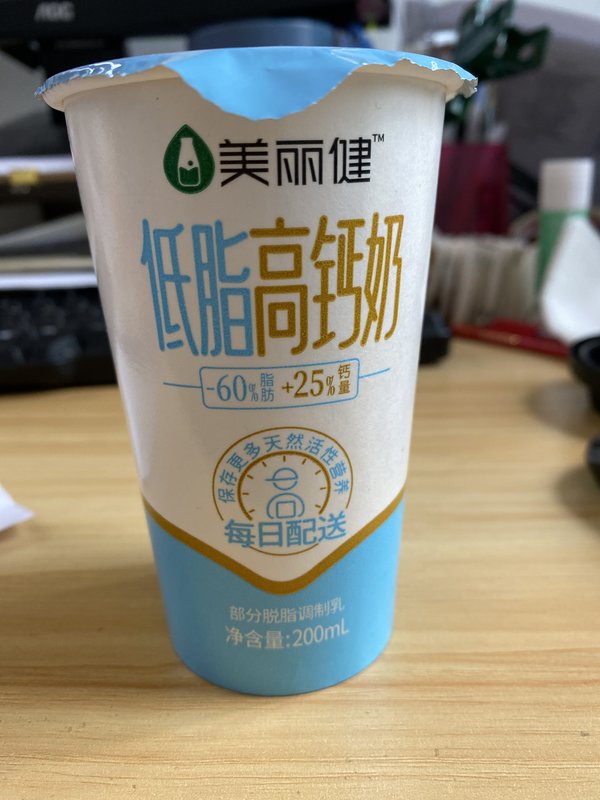 AOC
美丽健™
低脂高钙奶
-60%脂肪 +25%钙量
保存更多天然活性营养
每日配送
部分脱脂调制乳
净含量:200mL